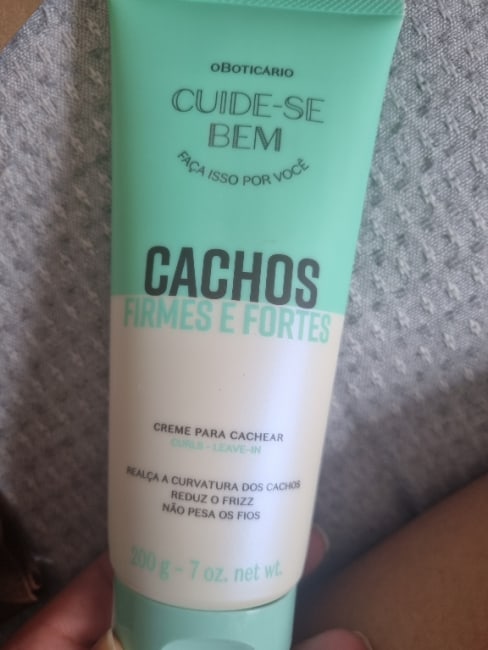 oBOTICÁRIO
CUIDE-SE
BEM
FAÇA ISSO POR VOCÊ
CACHOS
FIRMES E FORTES
CREME PARA CACHEAR
CURLS - LEAVE-IN
REALÇA A CURVATURA DOS CACHOS
REDUZ O FRIZZ
NÃO PESA OS FIOS
200 g - 7 oz. net wt.